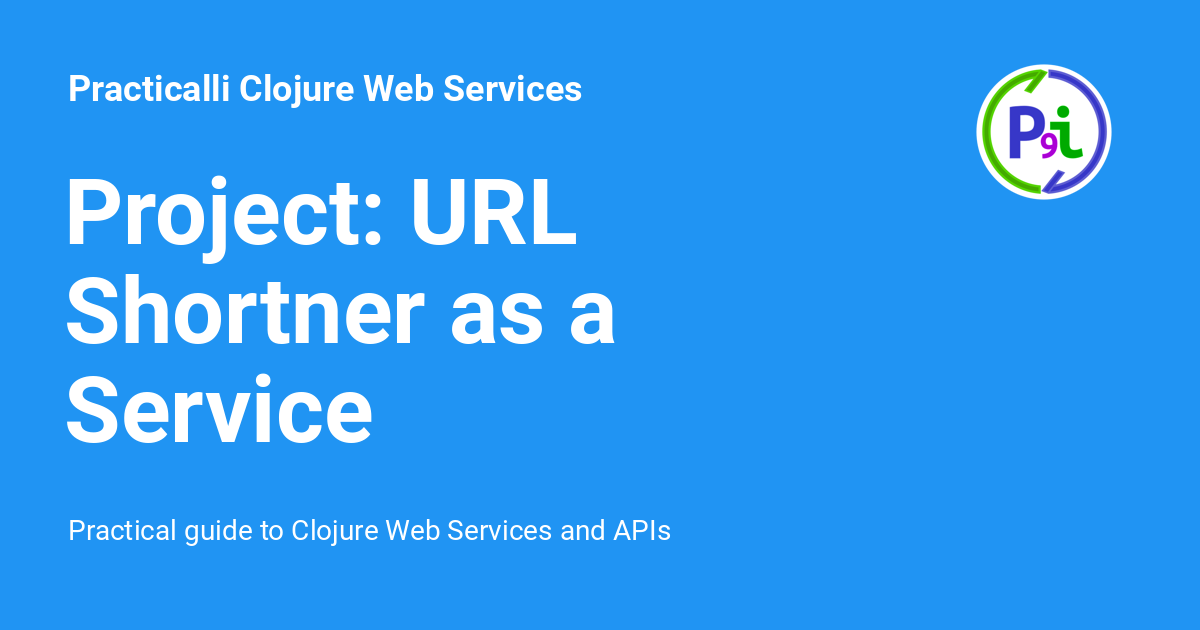 Practicalli Clojure Web Services
P9i
Project: URL
Shortner as a
Service
Practical guide to Clojure Web Services and APIs